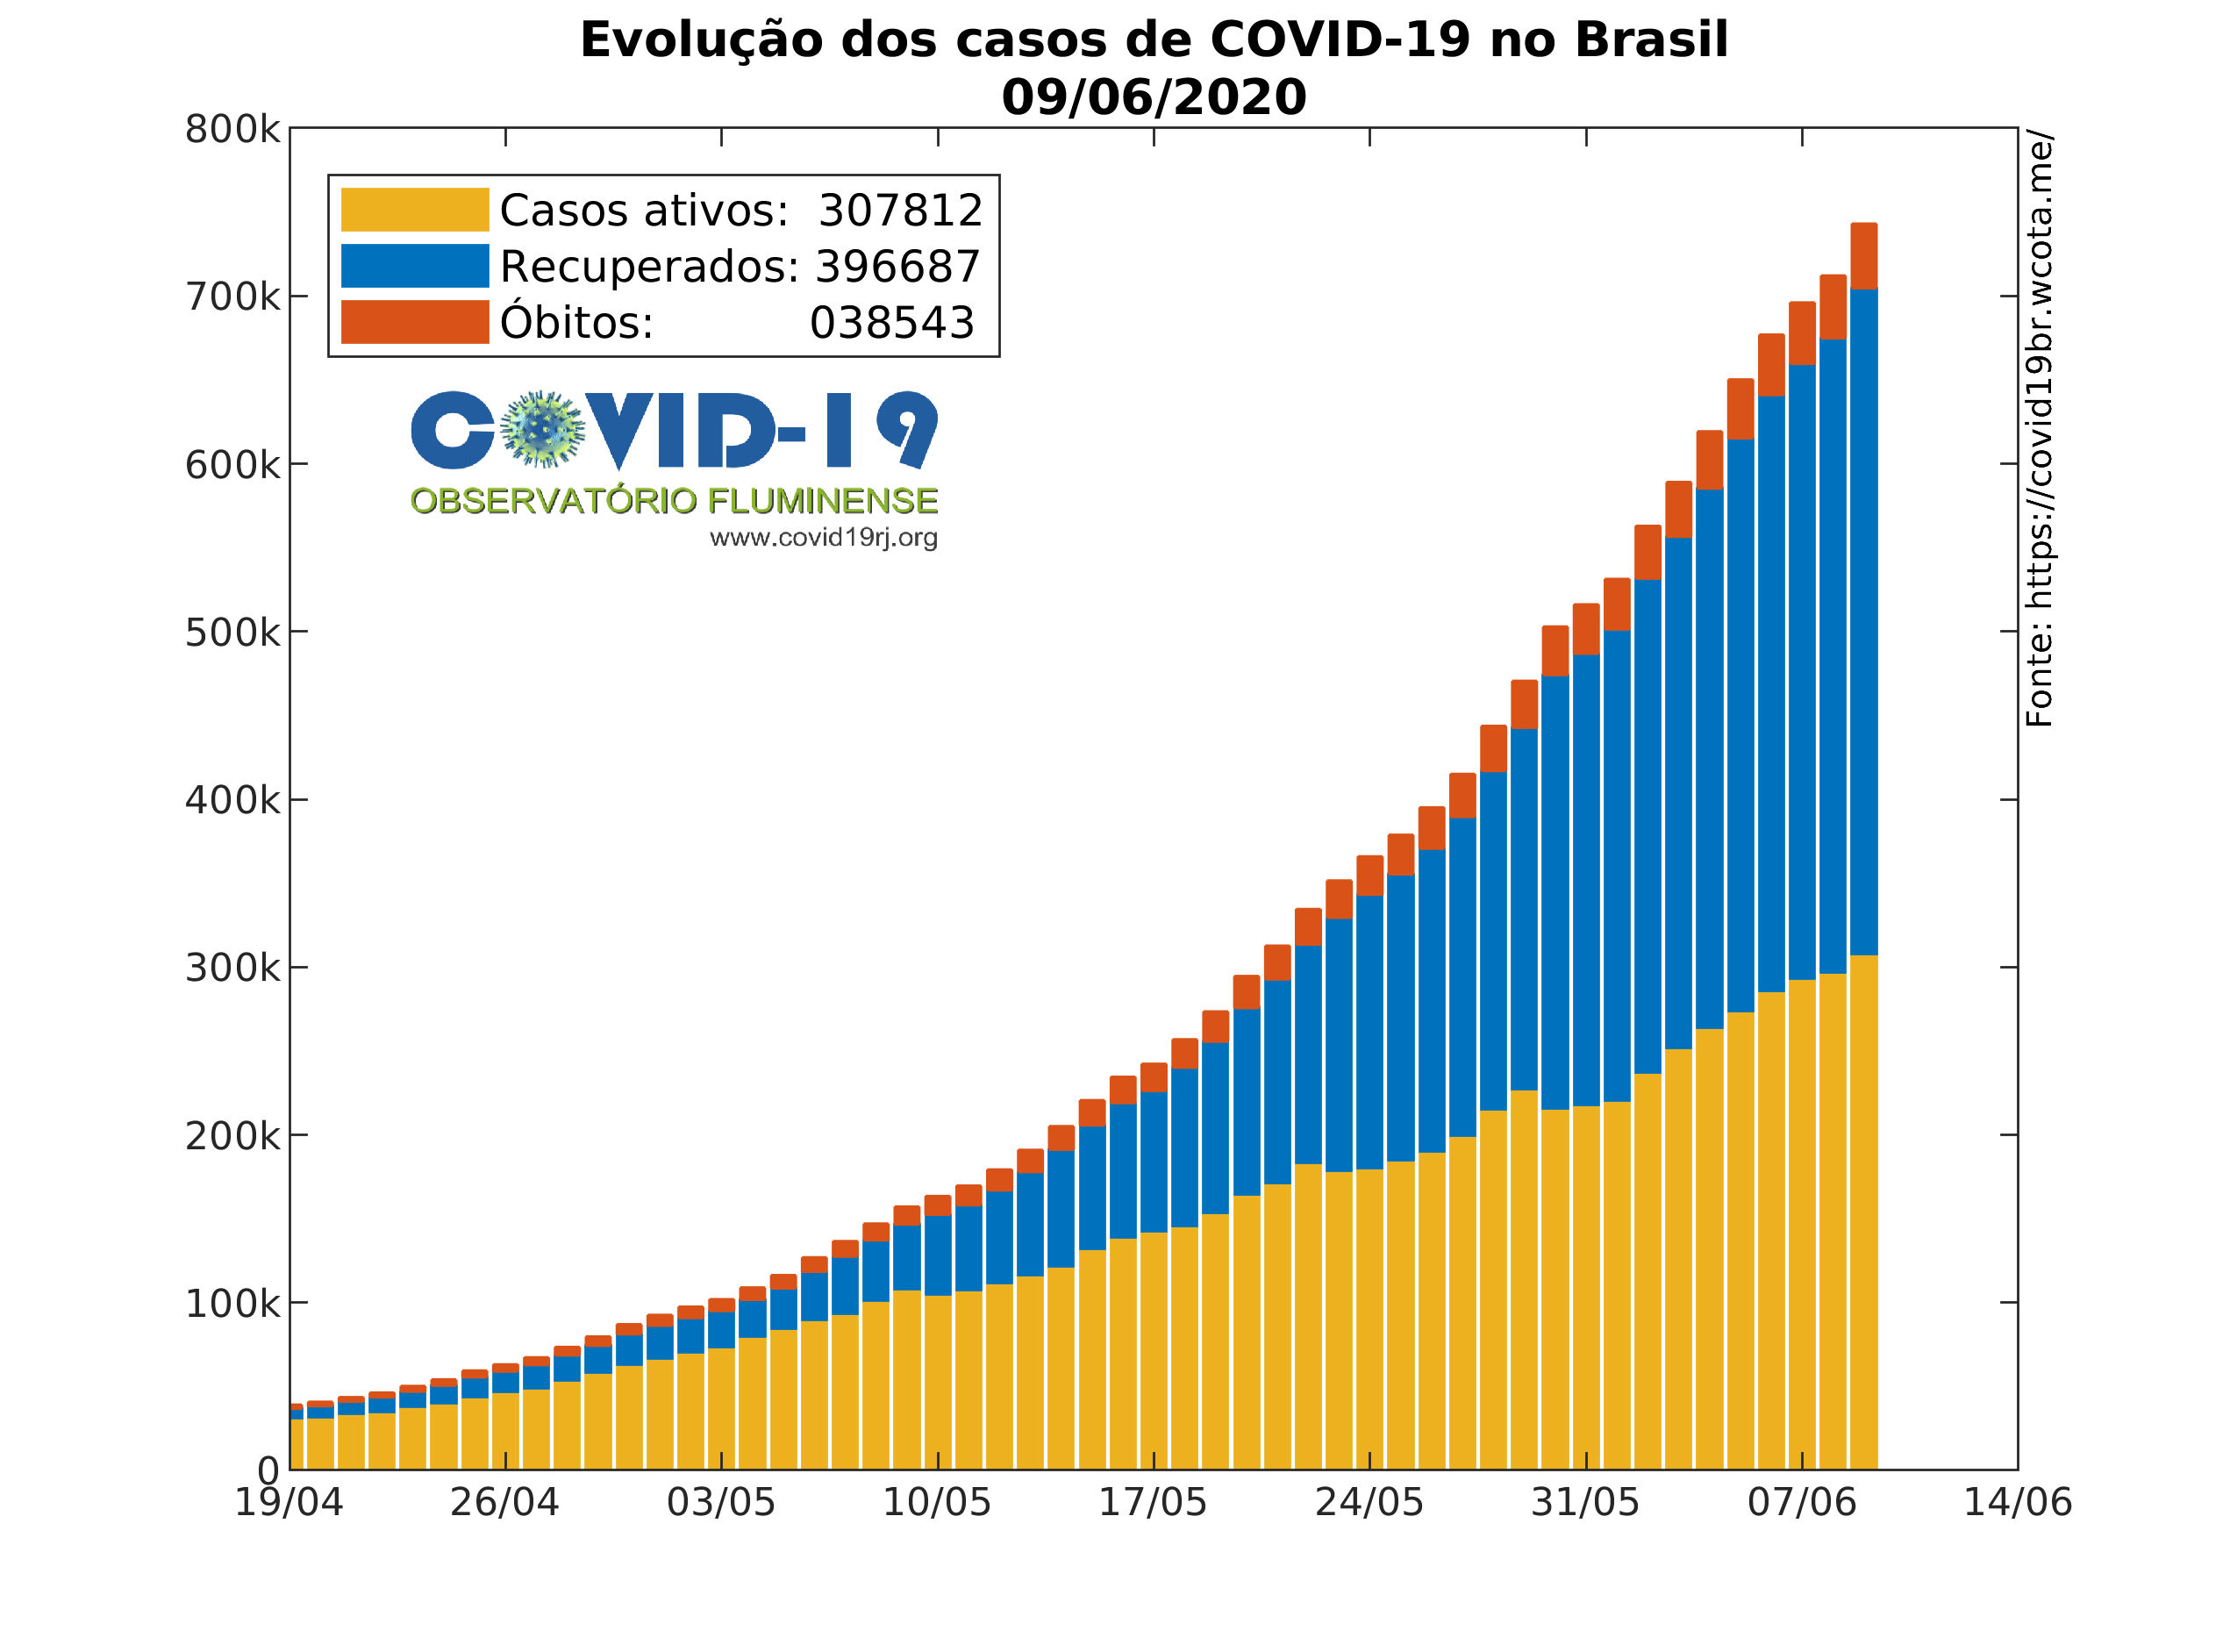 Evolução dos casos de COVID-19 no Brasil
09/06/2020
800k
700k
600k
500k
400k
300k
200k
100k
0
Casos ativos: 307812
Recuperados: 396687
Óbitos: 038543
COVID-19
OBSERVATÓRIO FLUMINENSE
www.covid19rj.org
Fonte: https://covid19br.wcota.me/
19/04 26/04 03/05 10/05 17/05 24/05 31/05 07/06 14/06